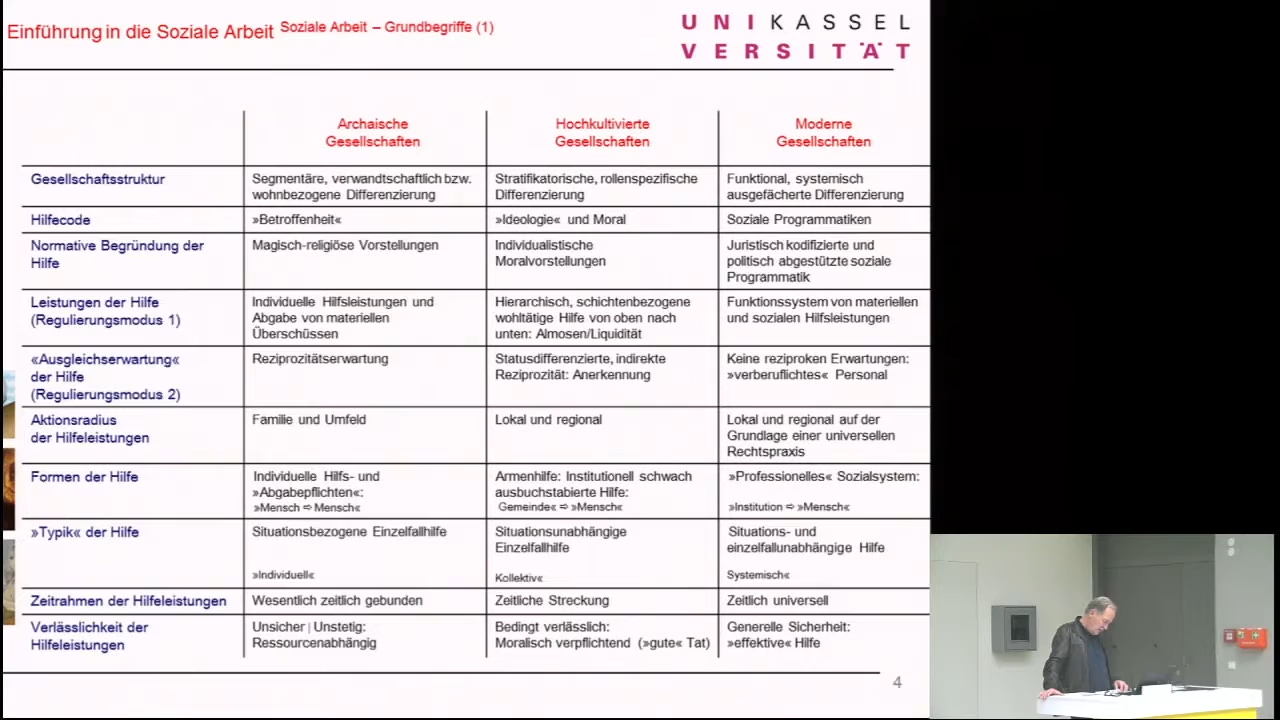 Einführung in die Soziale Arbeit Soziale Arbeit – Grundbegriffe (1)
UNIKASSEL
VERSITÄT
Archaische
Gesellschaften
Hochkultivierte
Gesellschaften
Moderne
Gesellschaften
Gesellschaftsstruktur
Segmentäre, verwandtschaftlich bzw.
wohnbezogene Differenzierung
Stratifikatorische, rollenspezifische
Differenzierung
Funktional, systemisch
ausgefächerte Differenzierung
Hilfecode
»Betroffenheit«
»Ideologie« und Moral
Soziale Programmatiken
Normative Begründung der
Hilfe
Magisch-religiöse Vorstellungen
Individualistische
Moralvorstellungen
Juristisch kodifizierte und
politisch abgestützte soziale
Programmatik
Leistungen der Hilfe
(Regulierungsmodus 1)
Individuelle Hilfsleistungen und
Abgabe von materiellen
Überschüssen
Hierarchisch, schichtenbezogene
wohltätige Hilfe von oben nach
unten: Almosen/Liquidität
Funktionssystem von materiellen
und sozialen Hilfsleistungen
«Ausgleichserwartung«
der Hilfe
(Regulierungsmodus 2)
Reziprozitätserwartung
Statusdifferenzierte, indirekte
Reziprozität: Anerkennung
Keine reziproken Erwartungen:
»verberuflichtes« Personal
Aktionsradius
der Hilfeleistungen
Familie und Umfeld
Lokal und regional
Lokal und regional auf der
Grundlage einer universellen
Rechtspraxis
Formen der Hilfe
Individuelle Hilfs- und
»Abgabepflichten«:
»Mensch ⇨ Mensch«
Armenhilfe: Institutionell schwach
ausbuchstabierte Hilfe:
Gemeinde« ⇨ »Mensch«
»Professionelles« Sozialsystem:
»Institution ⇨ »Mensch«
»Typik« der Hilfe
Situationsbezogene Einzelfallhilfe
»Individuell«
Situationsunabhängige
Einzelfallhilfe
Kollektiv«
Situations- und
einzelfallunabhängige Hilfe
Systemisch«
Zeitrahmen der Hilfeleistungen
Wesentlich zeitlich gebunden
Zeitliche Streckung
Zeitlich universell
Verlässlichkeit der
Hilfeleistungen
Unsicher | Unstetig:
Ressourcenabhängig
Bedingt verlässlich:
Moralisch verpflichtend (»gute« Tat)
Generelle Sicherheit:
»effektive« Hilfe
4